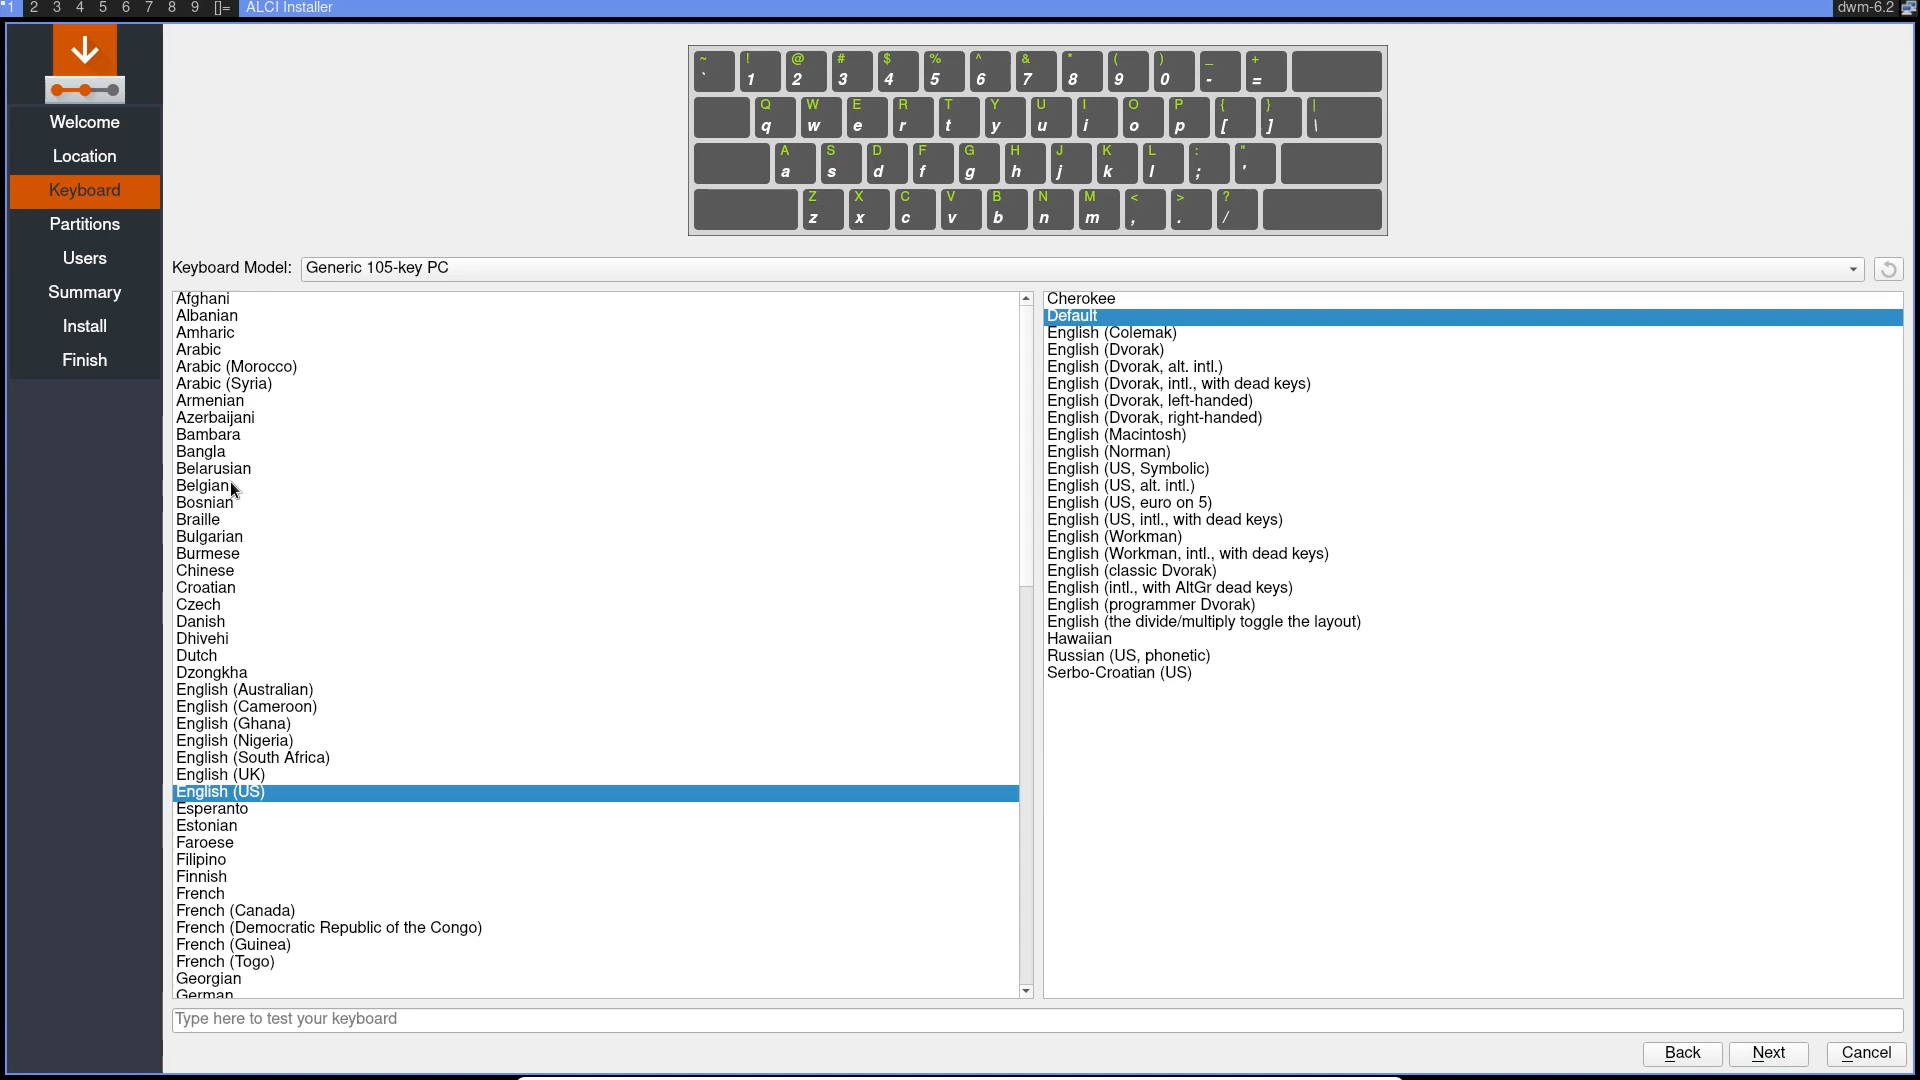 1 2 3 4 5 6 7 8 9 []= ALCI Installer dwm-6.2
Welcome
Location
Keyboard
Partitions
Users
Summary
Install
Finish
~ ! @ # $ % ^ & * ( ) _ +
` 1 2 3 4 5 6 7 8 9 0 - =
Q W E R T Y U I O P { } |
q w e r t y u i o p [ ] \
A S D F G H J K L : "
a s d f g h j k l ; '
Z X C V B N M < > ?
z x c v b n m , . /
Keyboard Model: Generic 105-key PC
Afghani
Albanian
Amharic
Arabic
Arabic (Morocco)
Arabic (Syria)
Armenian
Azerbaijani
Bambara
Bangla
Belarusian
Belgian
Bosnian
Braille
Bulgarian
Burmese
Chinese
Croatian
Czech
Danish
Dhivehi
Dutch
Dzongkha
English (Australian)
English (Cameroon)
English (Ghana)
English (Nigeria)
English (South Africa)
English (UK)
English (US)
Esperanto
Estonian
Faroese
Filipino
Finnish
French
French (Canada)
French (Democratic Republic of the Congo)
French (Guinea)
French (Togo)
Georgian
German
Cherokee
Default
English (Colemak)
English (Dvorak)
English (Dvorak, alt. intl.)
English (Dvorak, intl., with dead keys)
English (Dvorak, left-handed)
English (Dvorak, right-handed)
English (Macintosh)
English (Norman)
English (US, Symbolic)
English (US, alt. intl.)
English (US, euro on 5)
English (US, intl., with dead keys)
English (Workman)
English (Workman, intl., with dead keys)
English (classic Dvorak)
English (intl., with AltGr dead keys)
English (programmer Dvorak)
English (the divide/multiply toggle the layout)
Hawaiian
Russian (US, phonetic)
Serbo-Croatian (US)
Type here to test your keyboard
Back Next Cancel